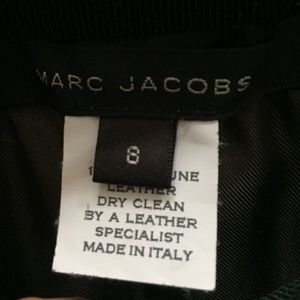 MARC JACOBS
8
LEATHER
DRY CLEAN
BY A LEATHER
SPECIALIST
MADE IN ITALY